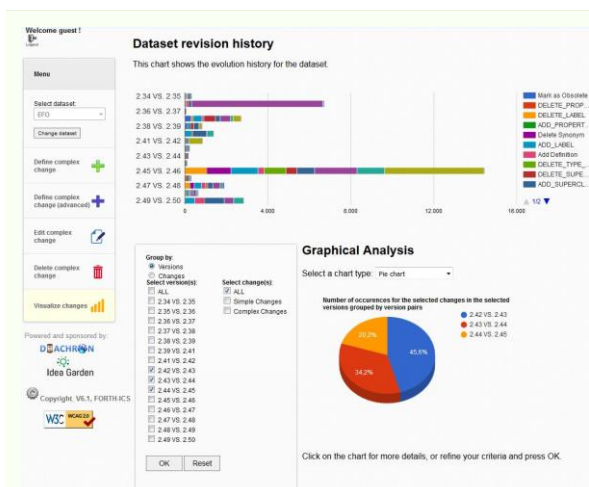 Welcome guest !
Logout
Menu
Select dataset:
EFO
Change dataset
Define complex
change
Define complex
change (advanced)
Edit complex
change
Delete complex
change
Visualize changes
Powered and sponsored by:
DIACHRON
Idea Garden
Copyright, V6.1, FORTH-ICS
W3C WCAG 2.0
Dataset revision history
This chart shows the evolution history for the dataset.
2.34 VS. 2.35
2.36 VS. 2.37
2.38 VS. 2.39
2.41 VS. 2.42
2.43 VS. 2.44
2.45 VS. 2.46
2.47 VS. 2.48
2.49 VS. 2.50
0 4.000 8.000 12.000 16.000
Mark as Obsolete
DELETE_PROP...
DELETE_LABEL
ADD_PROPERT...
Delete Synonym
ADD_LABEL
Add Definition
DELETE_TYPE_...
DELETE_SUPE...
ADD_SUPERCL...
1/2
Group by:
Versions
Changes
Select version(s):
ALL
2.34 VS. 2.35
2.35 VS. 2.36
2.36 VS. 2.37
2.37 VS. 2.38
2.38 VS. 2.39
2.39 VS. 2.41
2.41 VS. 2.42
2.42 VS. 2.43
2.43 VS. 2.44
2.44 VS. 2.45
2.45 VS. 2.46
2.46 VS. 2.47
2.47 VS. 2.48
2.48 VS. 2.49
2.49 VS. 2.50
Select change(s):
ALL
Simple Changes
Complex Changes
OK Reset
Graphical Analysis
Select a chart type: Pie chart
Number of occurences for the selected changes in the selected
versions grouped by version pairs
20,2%
45,6%
34,2%
2.42 VS. 2.43
2.43 VS. 2.44
2.44 VS. 2.45
Click on the chart for more details, or refine your criteria and press OK.